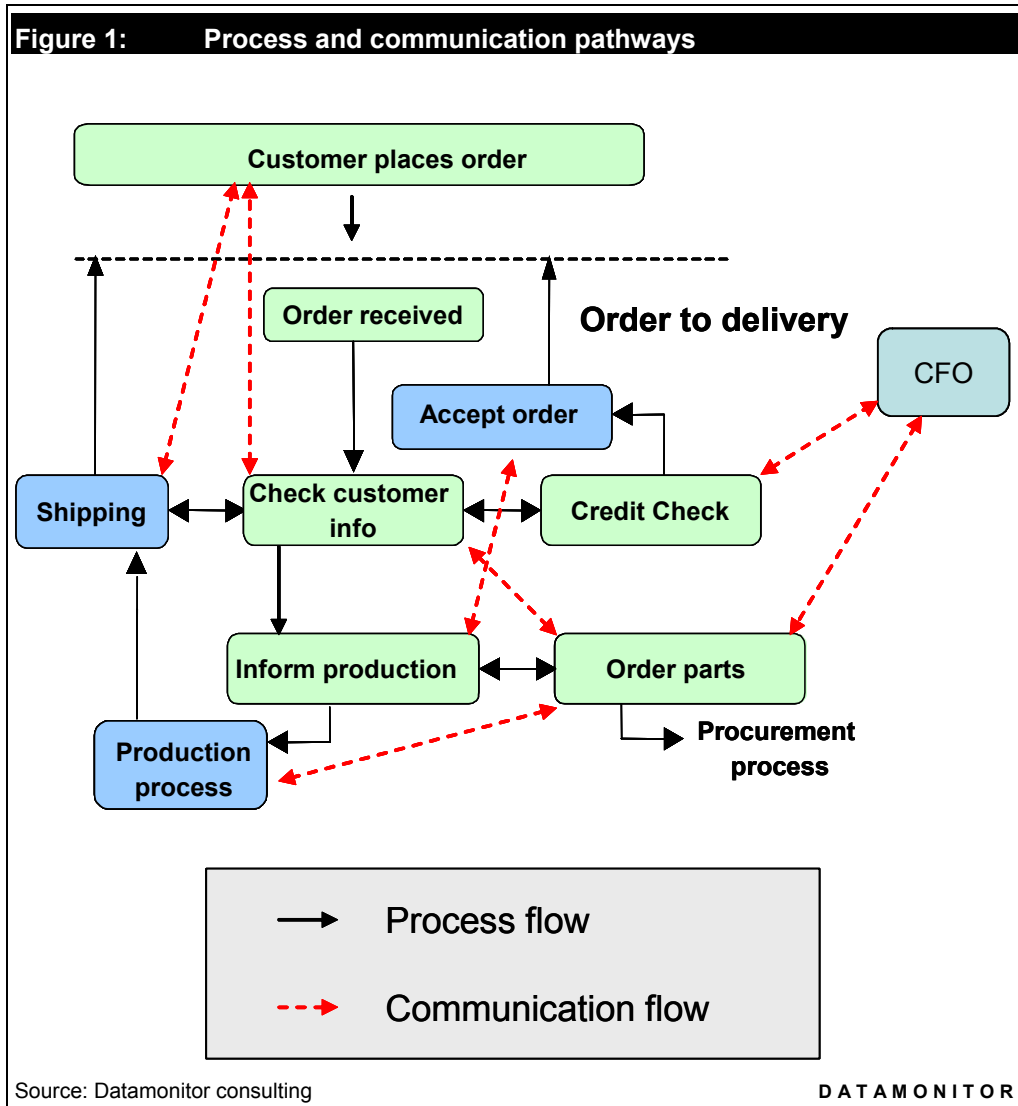 Figure 1: Process and communication pathways
Customer places order
Order received
Order to delivery
CFO
Accept order
Shipping
Check customer
info
Credit Check
Inform production
Order parts
Production
process
Procurement
process
Process flow
Communication flow
Source: Datamonitor consulting
DATAMONITOR